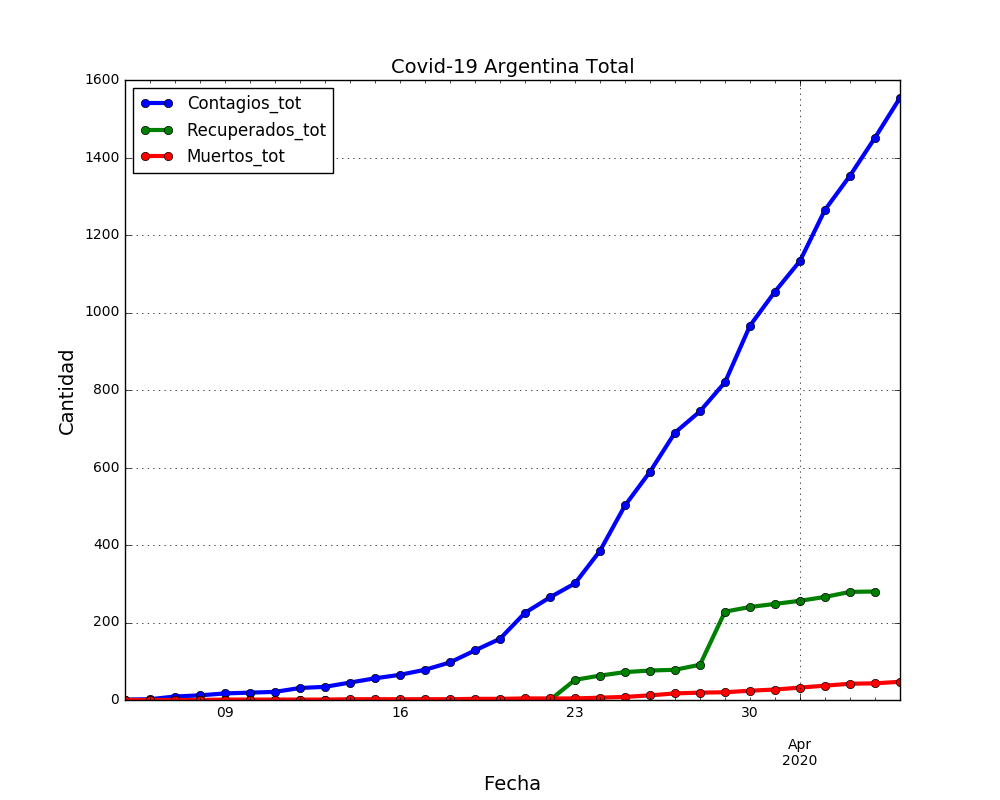 Covid-19 Argentina Total
Contagios_tot
Recuperados_tot
Muertos_tot
1600
1400
1200
1000
800
600
400
200
0
Cantidad
09 16 23 30
Apr
2020
Fecha